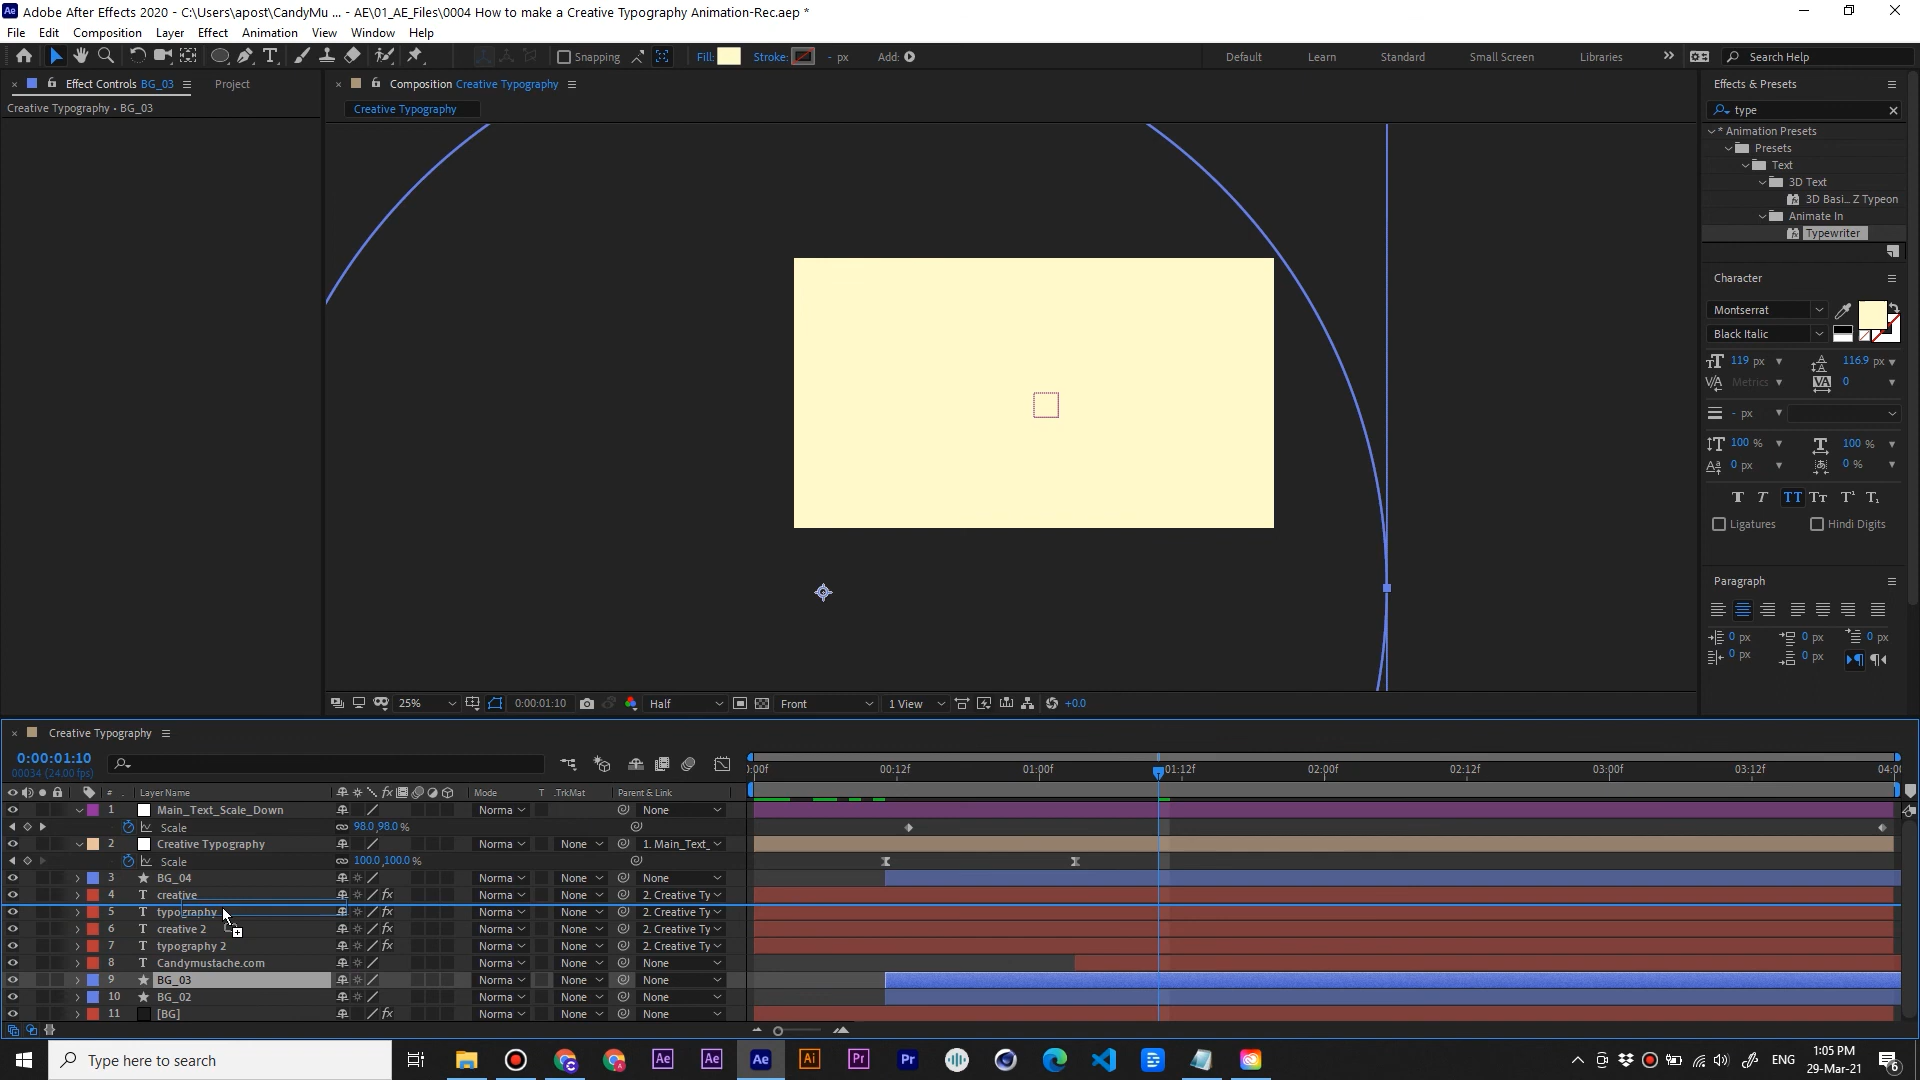 Adobe After Effects 2020 - C:\Users\apost\CandyMu ... - AE\01_AE_Files\0004 How to make a Creative Typography Animation-Rec.aep *
File Edit Composition Layer Effect Animation View Window Help
Snapping Fill: Stroke: - px Add: Default Learn Standard Small Screen Libraries Search Help
Effect Controls BG_03 Project
Creative Typography • BG_03
Composition Creative Typography
Creative Typography
Effects & Presets
type
* Animation Presets
Presets
Text
3D Text
3D Basi... Z Typeon
Animate In
Typewriter
Character
Montserrat
Black Italic
119 px 116.9 px
Metrics 0
- px
100 % 100 %
0 px 0 %
Ligatures Hindi Digits
Paragraph
0 px 0 px 0 px
0 px 0 px
25% 0:00:01:10 Half Front 1 View +0.0
Creative Typography
0:00:01:10
00034 (24.00 fps)
:00f 00:12f 01:00f 01:12f 02:00f 02:12f 03:00f 03:12f 04:00
# Layer Name Mode T .TrkMat Parent & Link
1 Main_Text_Scale_Down Norma None
Scale 98.0,98.0 %
2 Creative Typography Norma 1. Main_Text_
Scale 100.0,100.0 %
3 BG_04 Norma None None
4 creative Norma None 2. Creative Ty
5 typography Norma None 2. Creative Ty
6 creative 2 Norma None 2. Creative Ty
7 typography 2 Norma None 2. Creative Ty
8 Candymustache.com Norma None None
9 BG_03 Norma None None
10 BG_02 Norma None None
11 [BG] Norma None None
Type here to search
ENG
1:05 PM
29-Mar-21
6